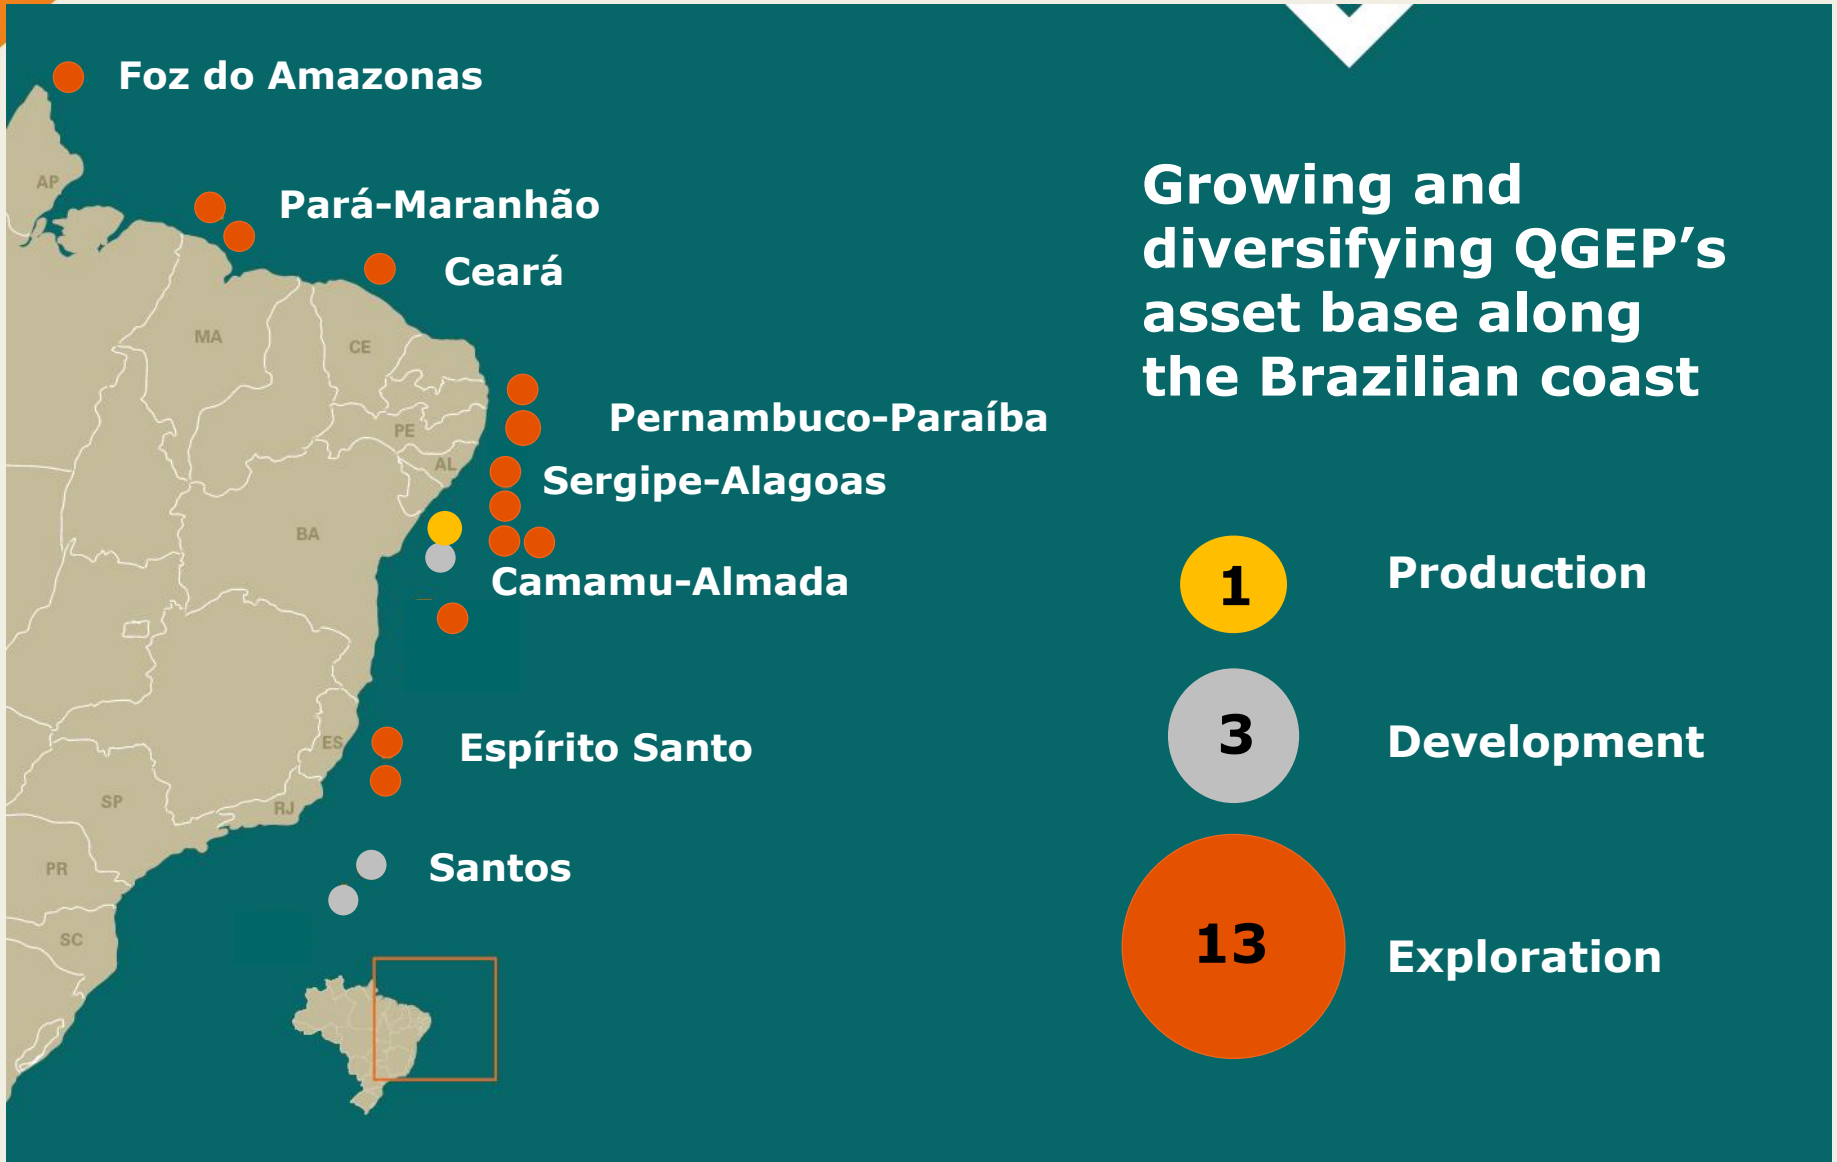 Foz do Amazonas
AP
Pará-Maranhão
Ceará
MA
CE
Pernambuco-Paraíba
PE
AL
Sergipe-Alagoas
BA
Camamu-Almada
ES
Espírito Santo
SP
RJ
PR
Santos
SC
Growing and
diversifying QGEP’s
asset base along
the Brazilian coast
1 Production
3 Development
13 Exploration